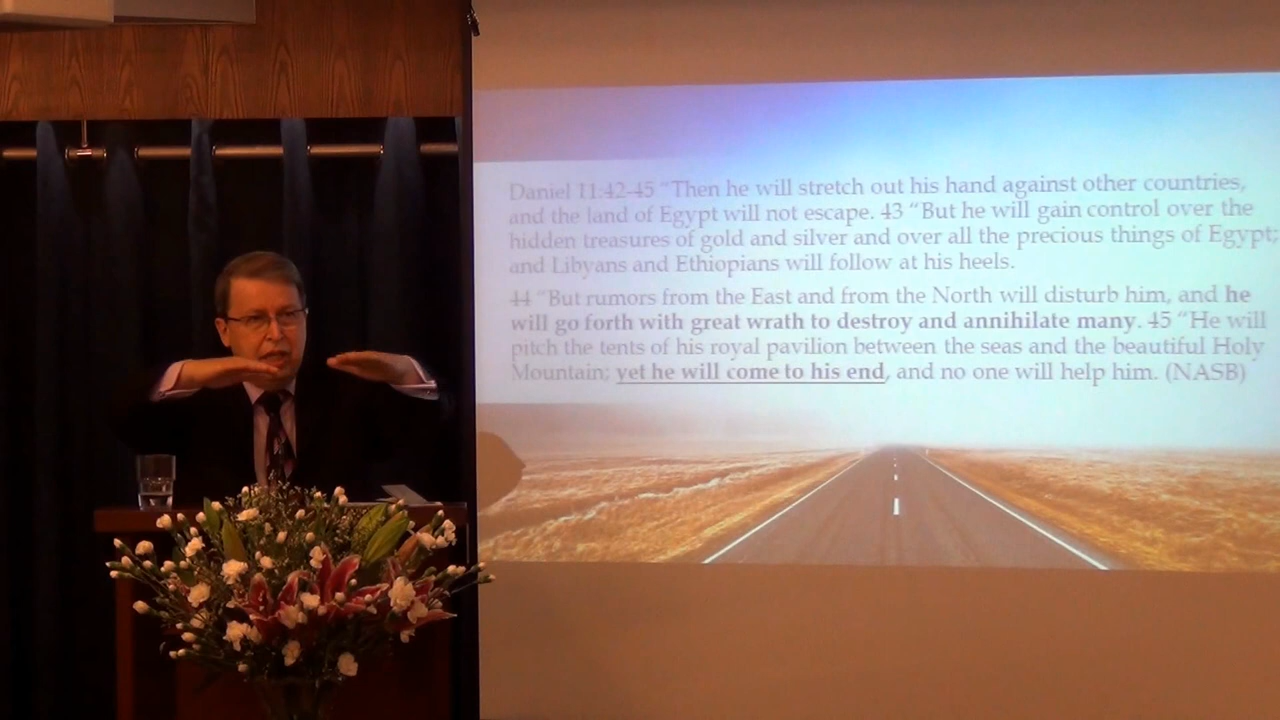 Daniel 11:42-45 “Then he will stretch out his hand against other countries,
and the land of Egypt will not escape. 43 “But he will gain control over the
hidden treasures of gold and silver and over all the precious things of Egypt;
and Libyans and Ethiopians will follow at his heels.
44 “But rumors from the East and from the North will disturb him, and he
will go forth with great wrath to destroy and annihilate many. 45 “He will
pitch the tents of his royal pavilion between the seas and the beautiful Holy
Mountain; yet he will come to his end, and no one will help him. (NASB)